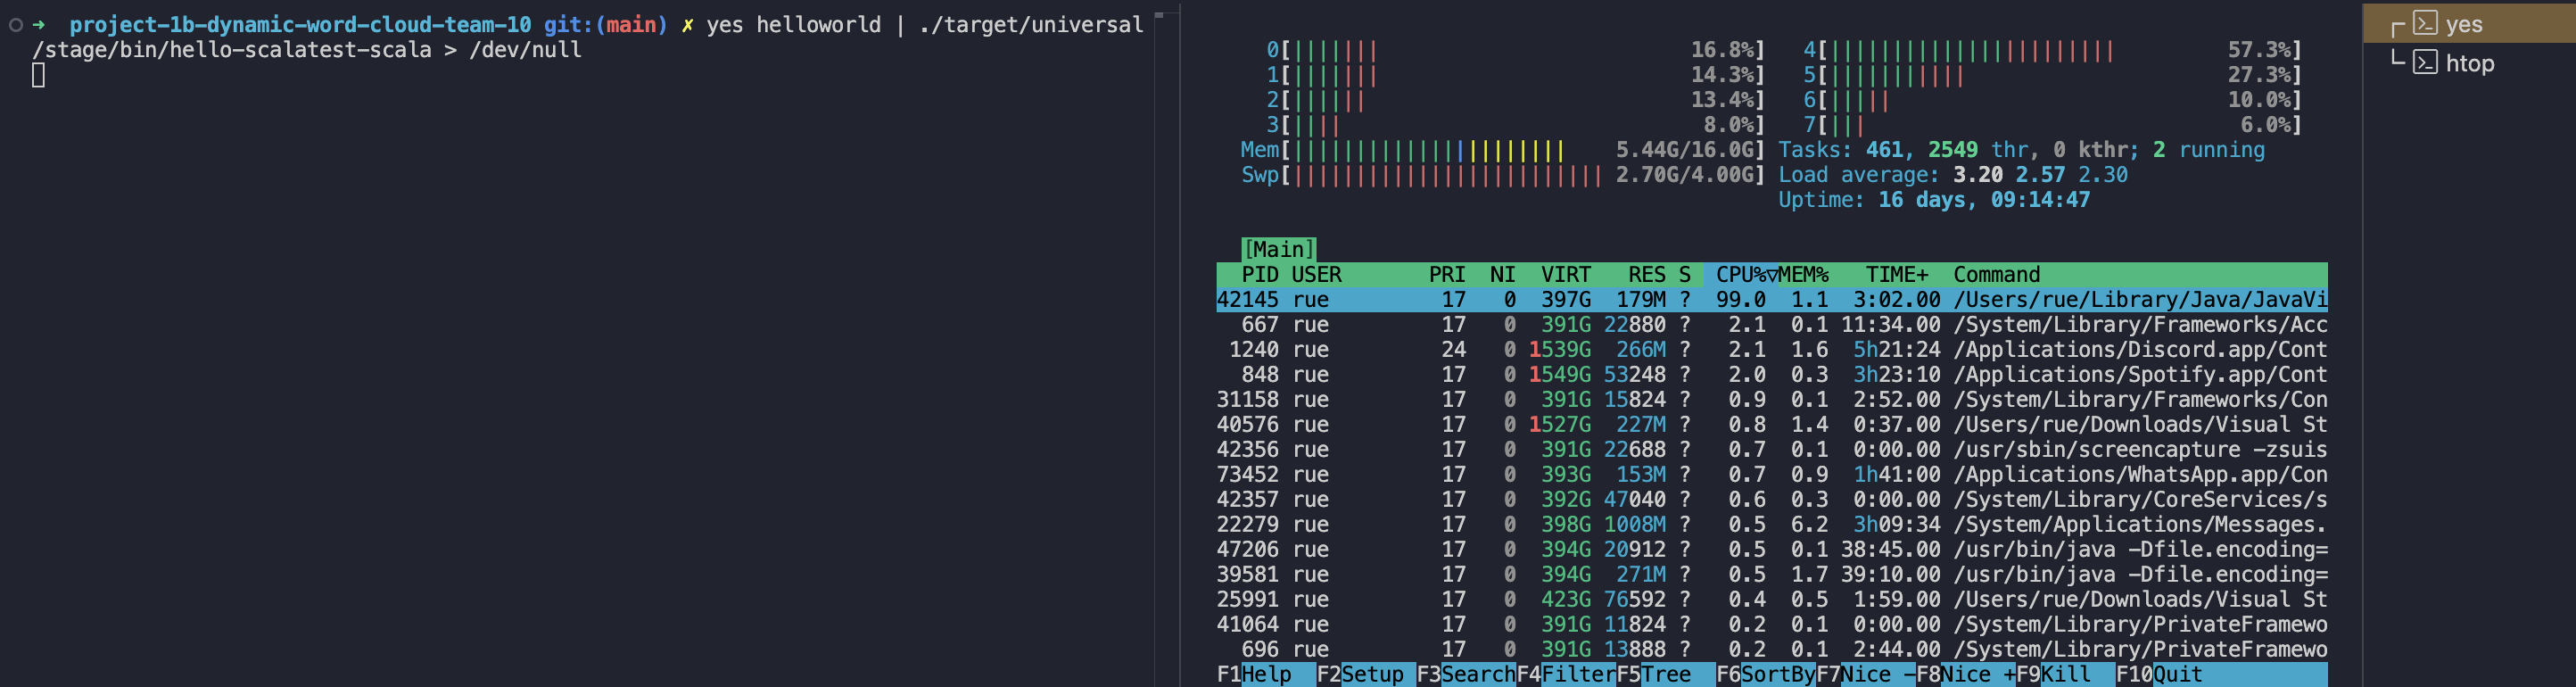 ➜  project-1b-dynamic-word-cloud-team-10 git:(main) ✗ yes helloworld | ./target/universal
/stage/bin/hello-scalatest-scala > /dev/null
0[||||||| 16.8%] 4[||||||||||||||||||||||| 57.3%]
1[||||||| 14.3%] 5[||||||||||| 27.3%]
2[|||||| 13.4%] 6[||||| 10.0%]
3[|||| 8.0%] 7[||| 6.0%]
Mem[|||||||||||||||||||||| 5.44G/16.0G] Tasks: 461, 2549 thr, 0 kthr; 2 running
Swp[||||||||||||||||||||||||| 2.70G/4.00G] Load average: 3.20 2.57 2.30
Uptime: 16 days, 09:14:47
[Main]
PID USER PRI NI VIRT RES S CPU%▽MEM% TIME+ Command
42145 rue 17 0 397G 179M ? 99.0 1.1 3:02.00 /Users/rue/Library/Java/JavaVi
667 rue 17 0 391G 22880 ? 2.1 0.1 11:34.00 /System/Library/Frameworks/Acc
1240 rue 24 0 1539G 266M ? 2.1 1.6 5h21:24 /Applications/Discord.app/Cont
848 rue 17 0 1549G 53248 ? 2.0 0.3 3h23:10 /Applications/Spotify.app/Cont
31158 rue 17 0 391G 15824 ? 0.9 0.1 2:52.00 /System/Library/Frameworks/Con
40576 rue 17 0 1527G 227M ? 0.8 1.4 0:37.00 /Users/rue/Downloads/Visual St
42356 rue 17 0 391G 22688 ? 0.7 0.1 0:00.00 /usr/sbin/screencapture -zsuis
73452 rue 17 0 393G 153M ? 0.7 0.9 1h41:00 /Applications/WhatsApp.app/Con
42357 rue 17 0 392G 47040 ? 0.6 0.3 0:00.00 /System/Library/CoreServices/s
22279 rue 17 0 398G 1008M ? 0.5 6.2 3h09:34 /System/Applications/Messages.
47206 rue 17 0 394G 20912 ? 0.5 0.1 38:45.00 /usr/bin/java -Dfile.encoding=
39581 rue 17 0 394G 271M ? 0.5 1.7 39:10.00 /usr/bin/java -Dfile.encoding=
25991 rue 17 0 423G 76592 ? 0.4 0.5 1:59.00 /Users/rue/Downloads/Visual St
41064 rue 17 0 391G 11824 ? 0.2 0.1 0:00.00 /System/Library/PrivateFramewo
696 rue 17 0 391G 13888 ? 0.2 0.1 2:44.00 /System/Library/PrivateFramewo
F1Help F2Setup F3SearchF4FilterF5Tree F6SortByF7Nice -F8Nice +F9Kill F10Quit
yes
htop